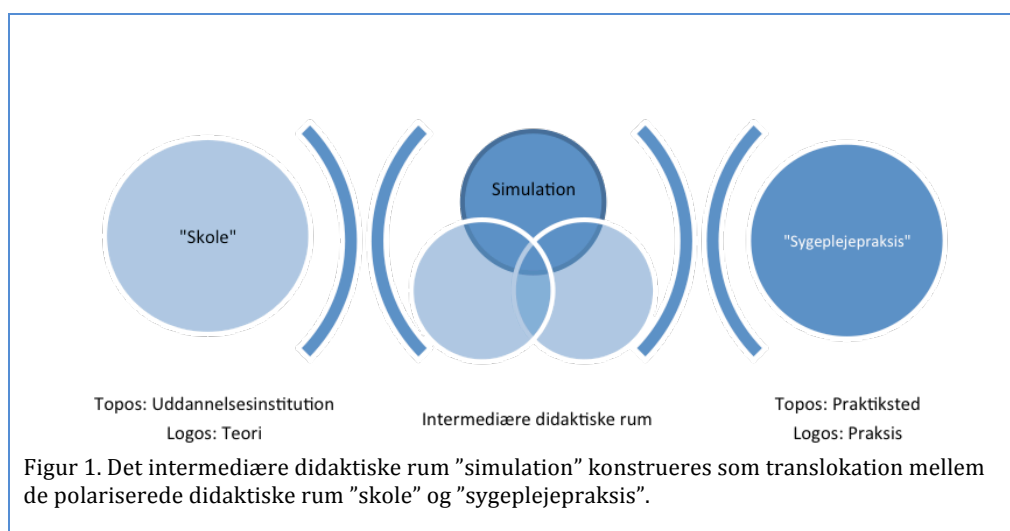 Simulation
"Skole"
"Sygeplejepraksis"
Topos: Uddannelsesinstitution
Logos: Teori
Intermediære didaktiske rum
Topos: Praktiksted
Logos: Praksis
Figur 1. Det intermediære didaktiske rum ”simulation” konstrueres som translokation mellem
de polariserede didaktiske rum ”skole” og ”sygeplejepraksis”.